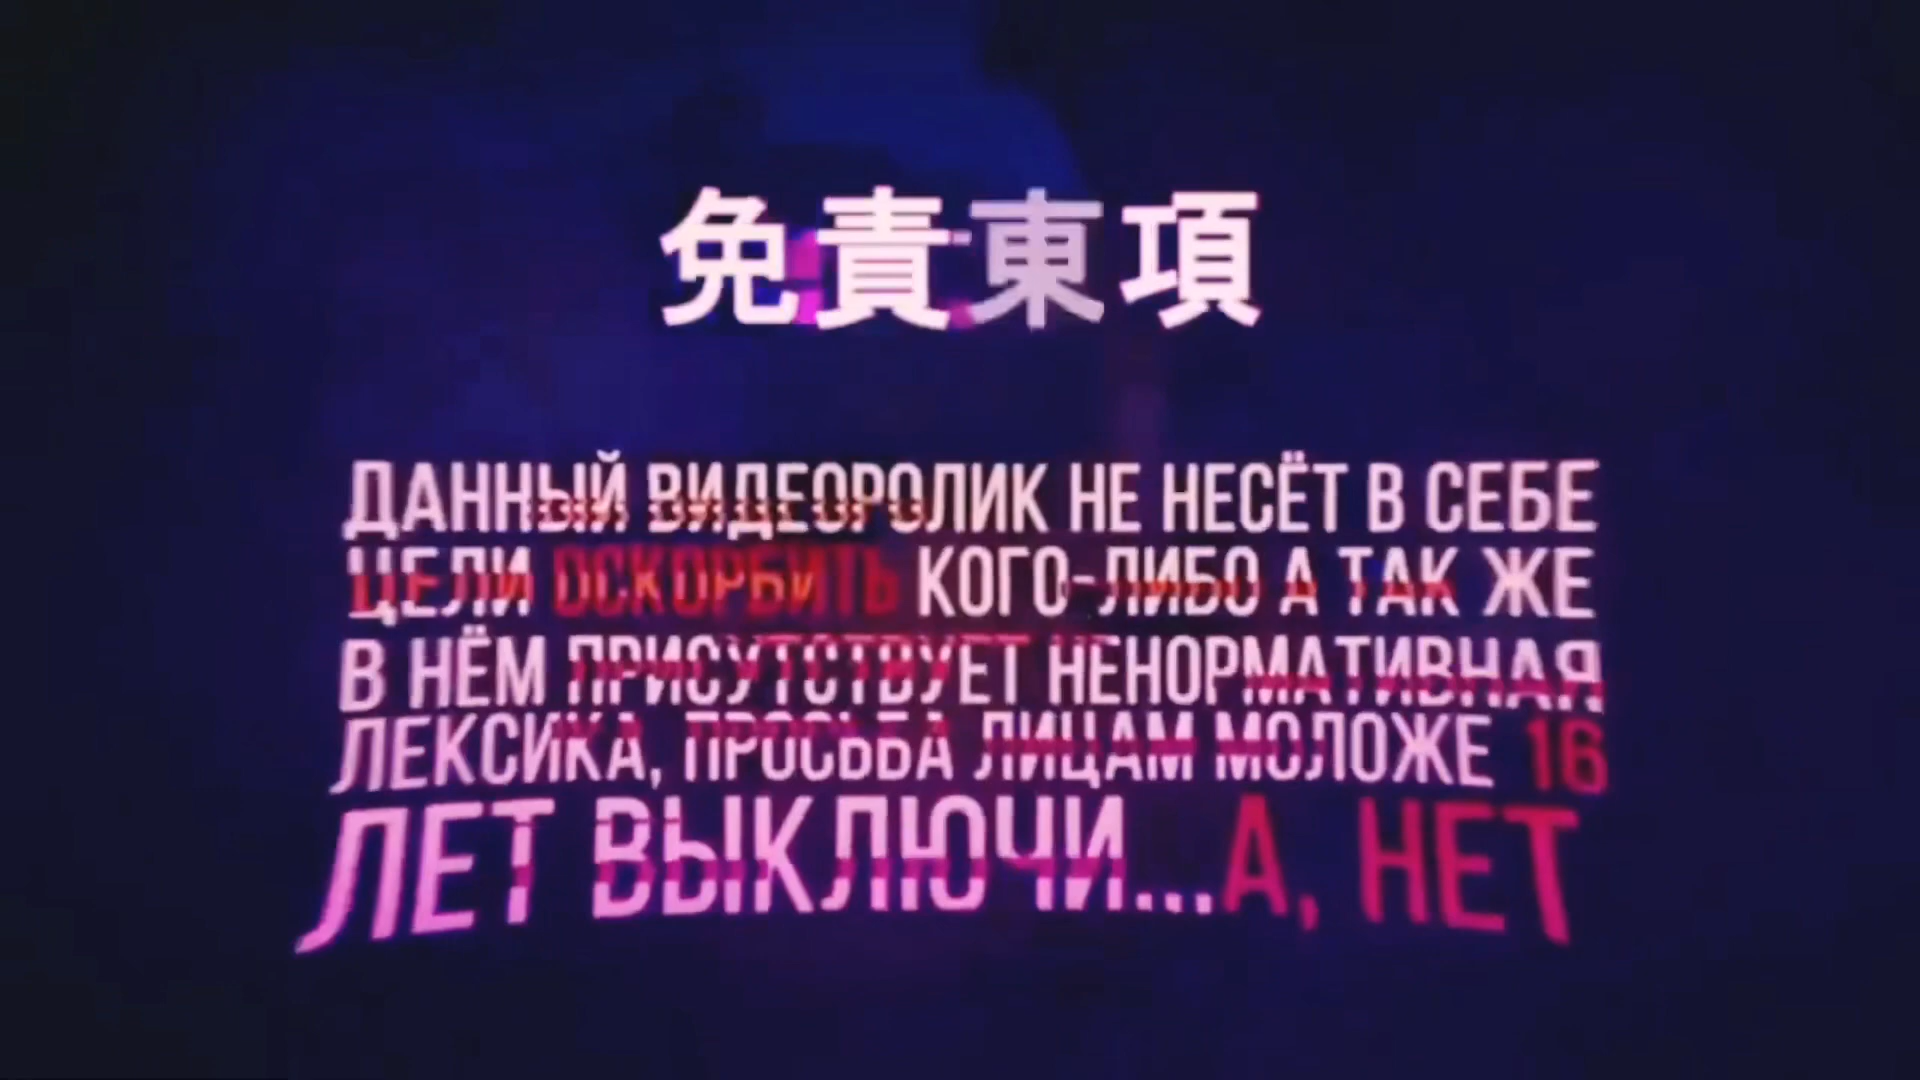 免責東項
ДАННЫЙ ВИДЕОРОЛИК НЕ НЕСЁТ В СЕБЕ
ЦЕЛИ ОСКОРБИТЬ КОГО-ЛИБО А ТАК ЖЕ
В НЁМ ПРИСУТСТВУЕТ НЕНОРМАТИВНАЯ
ЛЕКСИКА, ПРОСЬБА ЛИЦАМ МОЛОЖЕ 16
ЛЕТ ВЫКЛЮЧИ...А, НЕТ